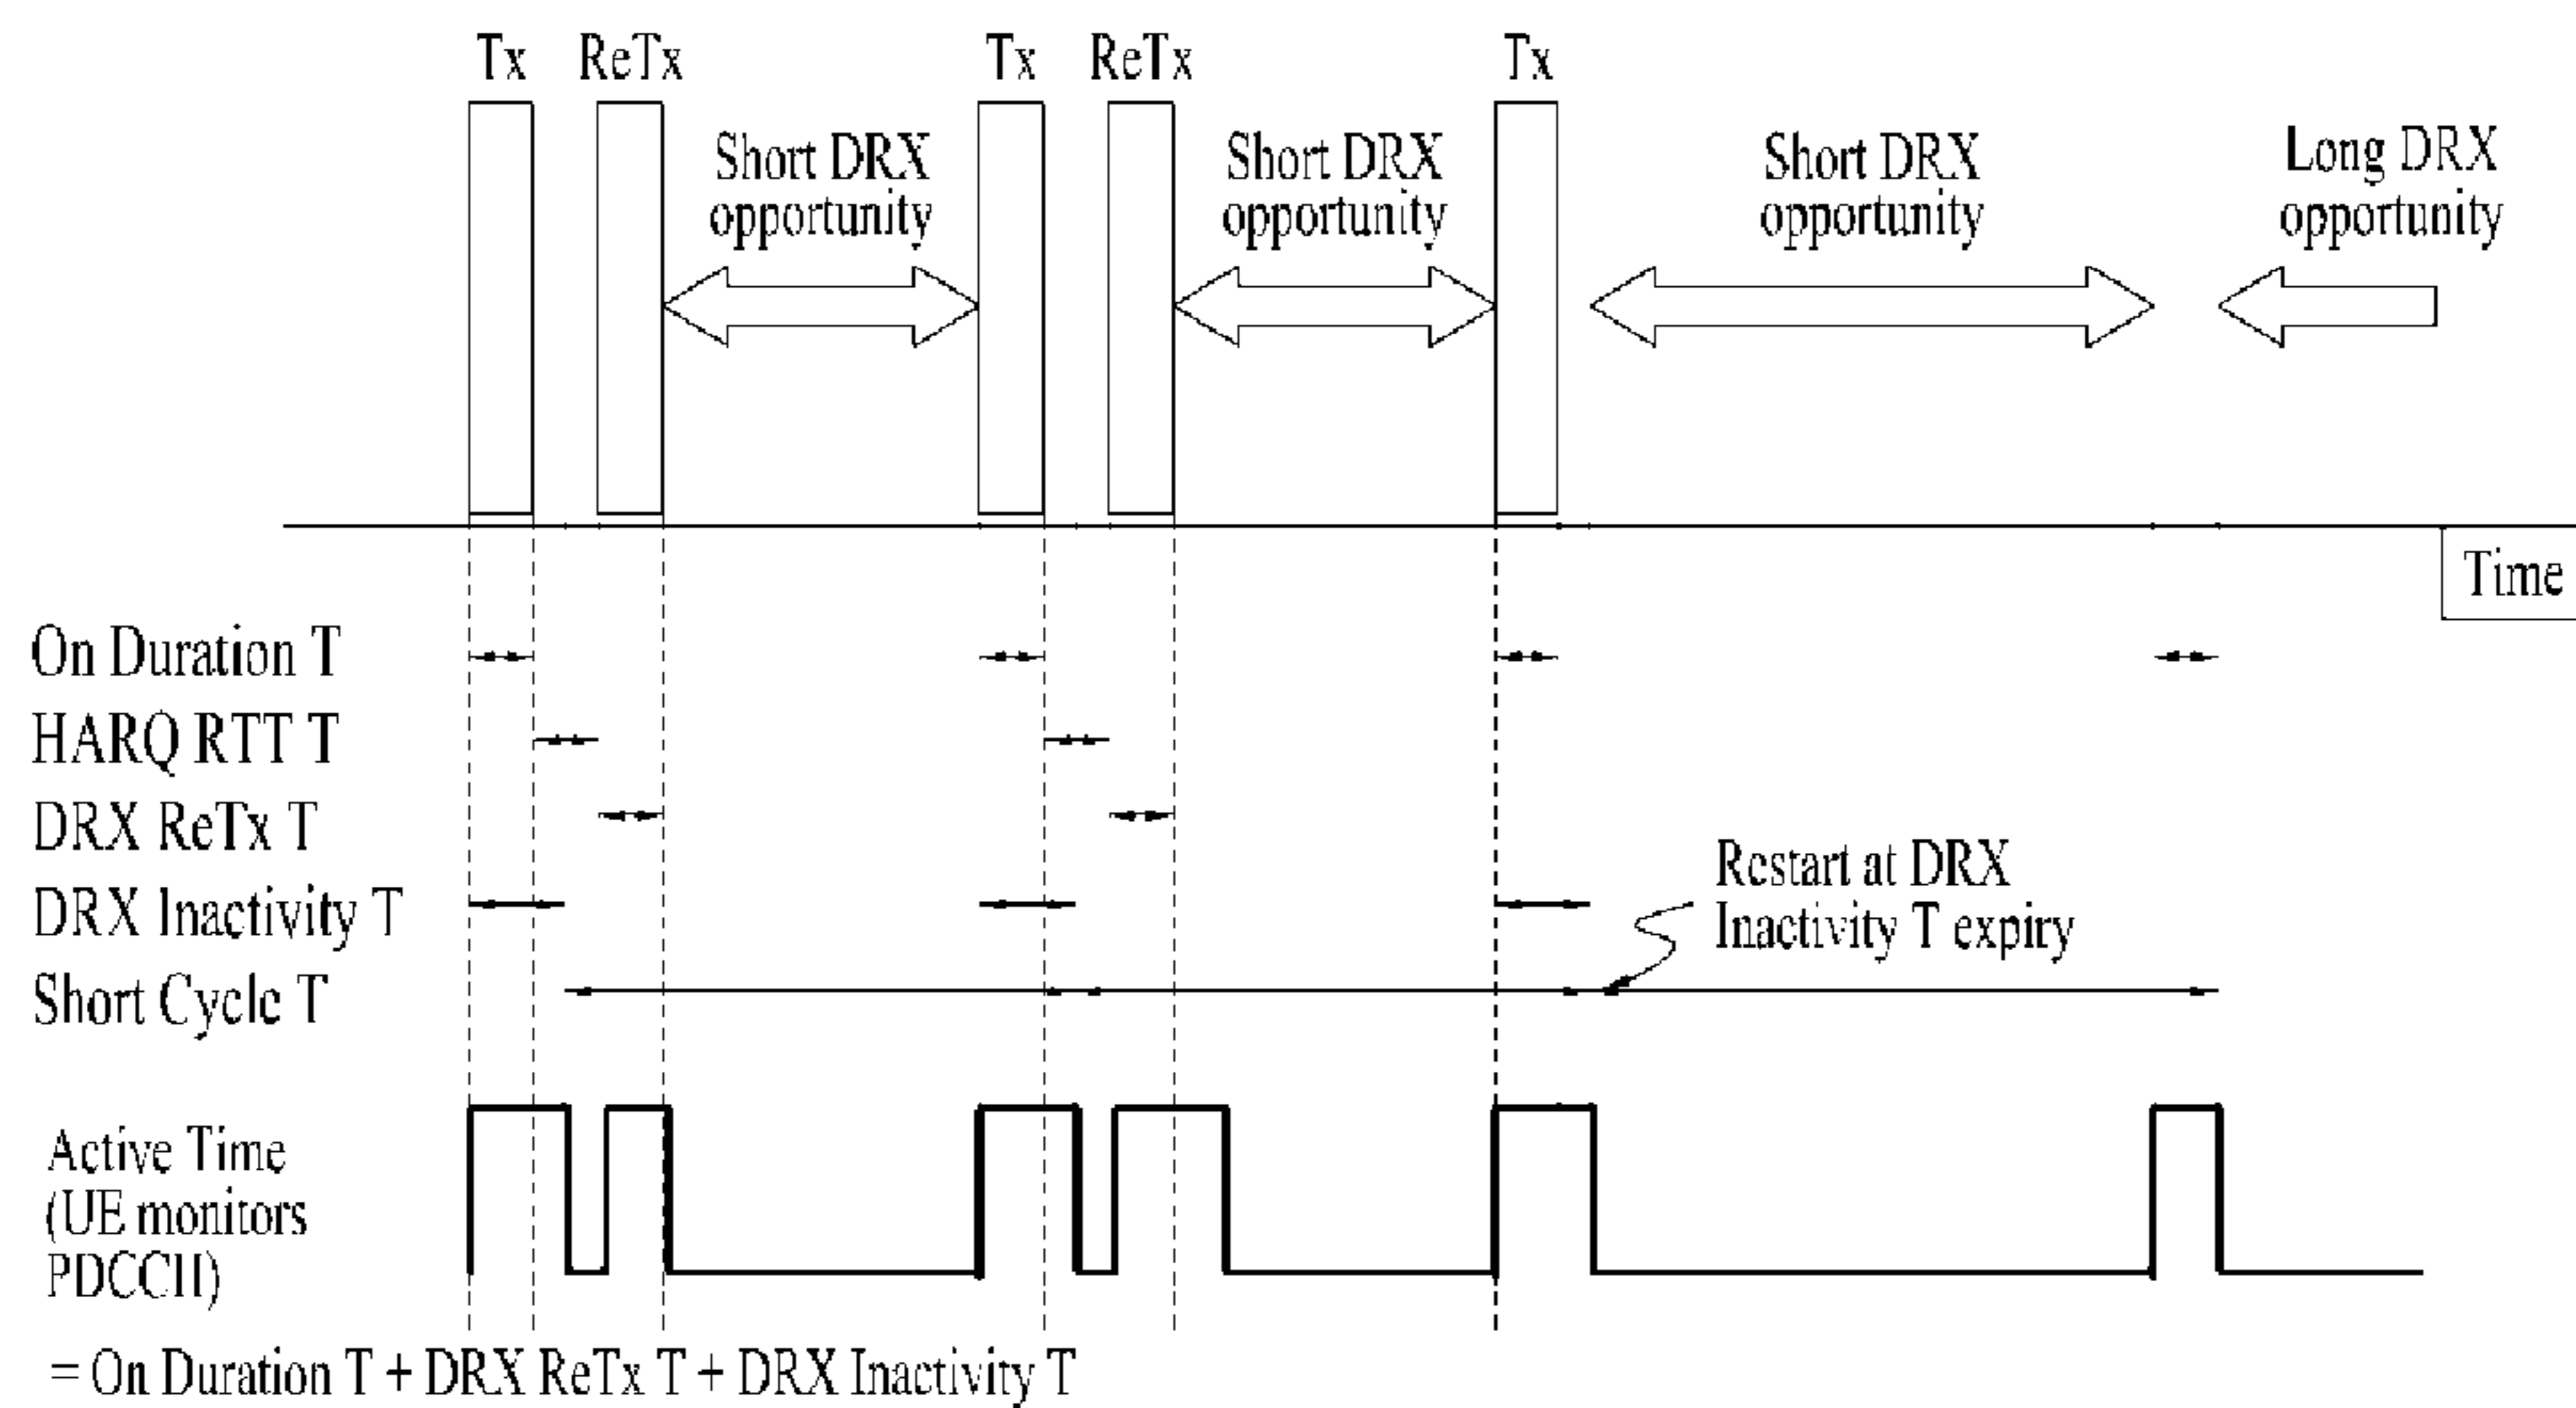 Tx ReTx Tx ReTx Tx
Short DRX
opportunity
Short DRX
opportunity
Short DRX
opportunity
Long DRX
opportunity
Time
On Duration T
HARQ RTT T
DRX ReTx T
DRX Inactivity T
Short Cycle T
Restart at DRX
Inactivity T expiry
Active Time
(UE monitors
PDCCH)
= On Duration T + DRX ReTx T + DRX Inactivity T